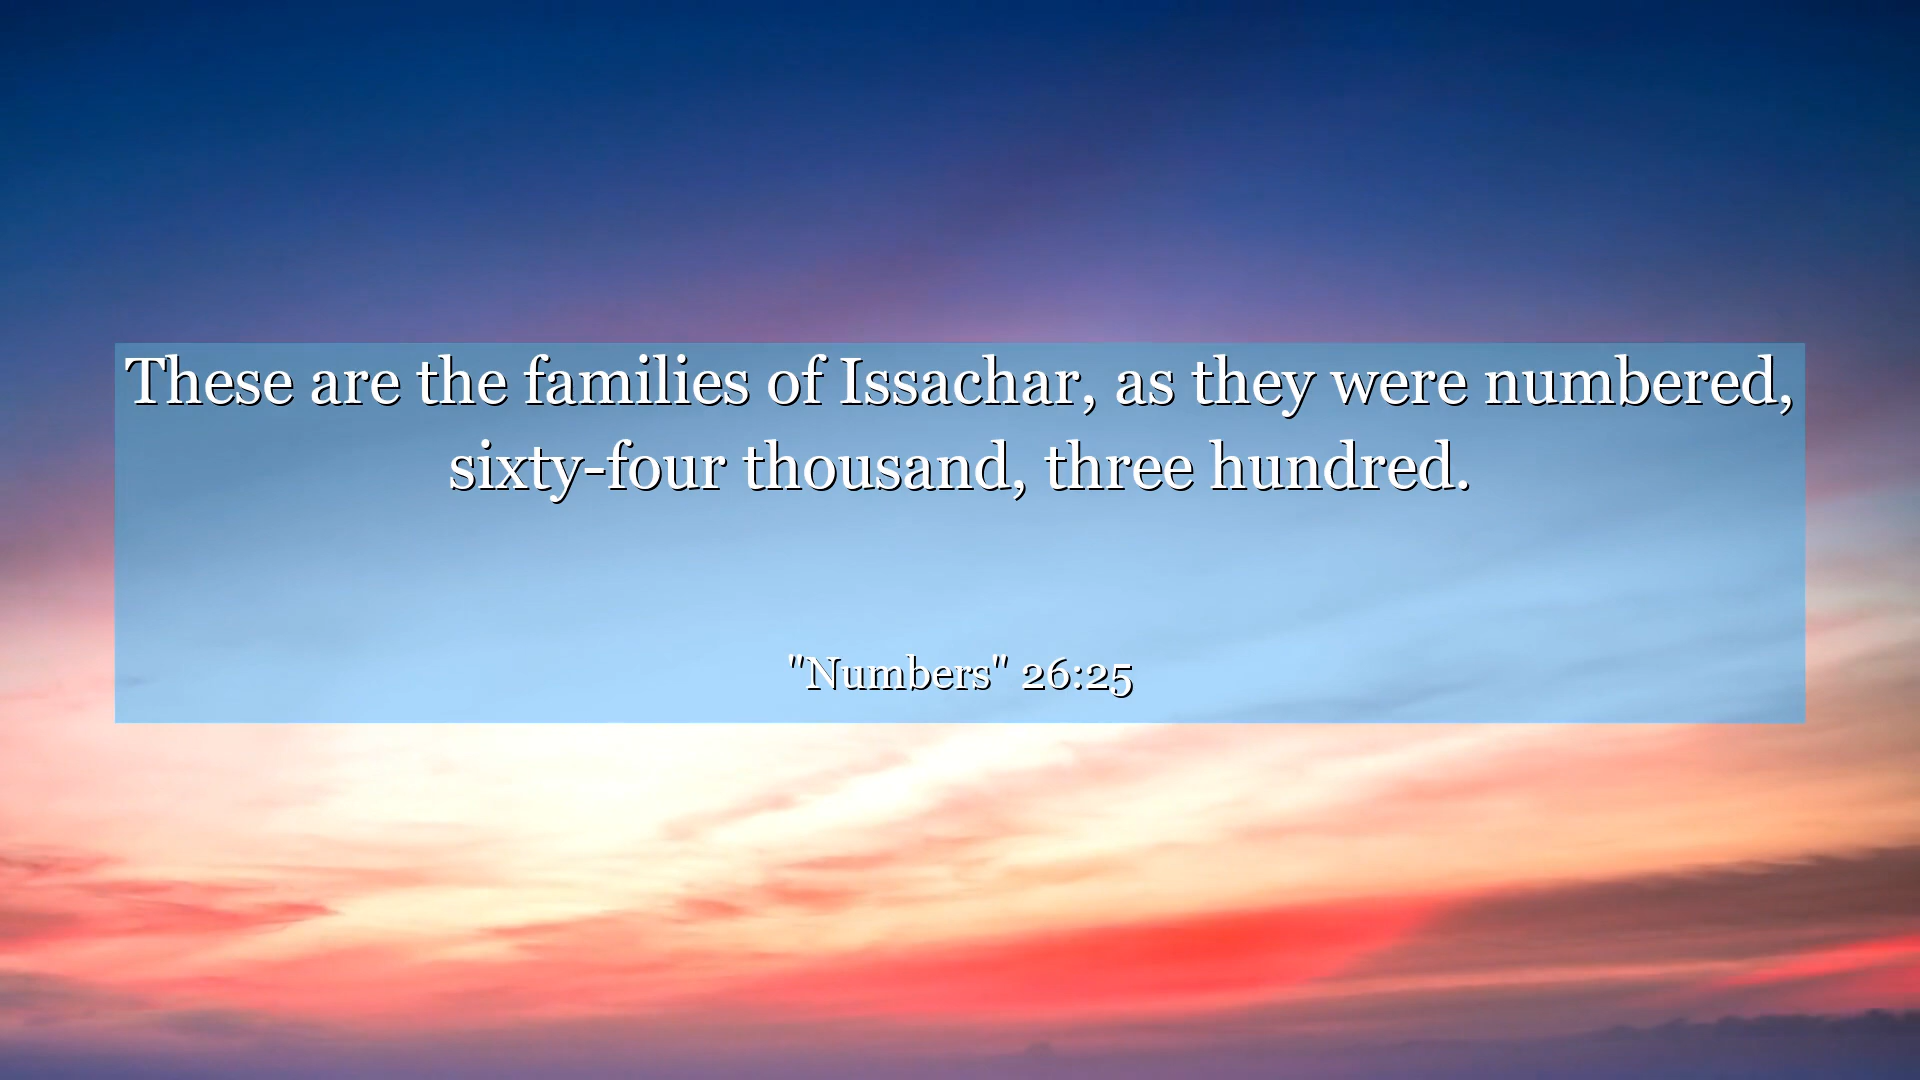 These are the families of Issachar, as they were numbered,
sixty-four thousand, three hundred.
"Numbers" 26:25